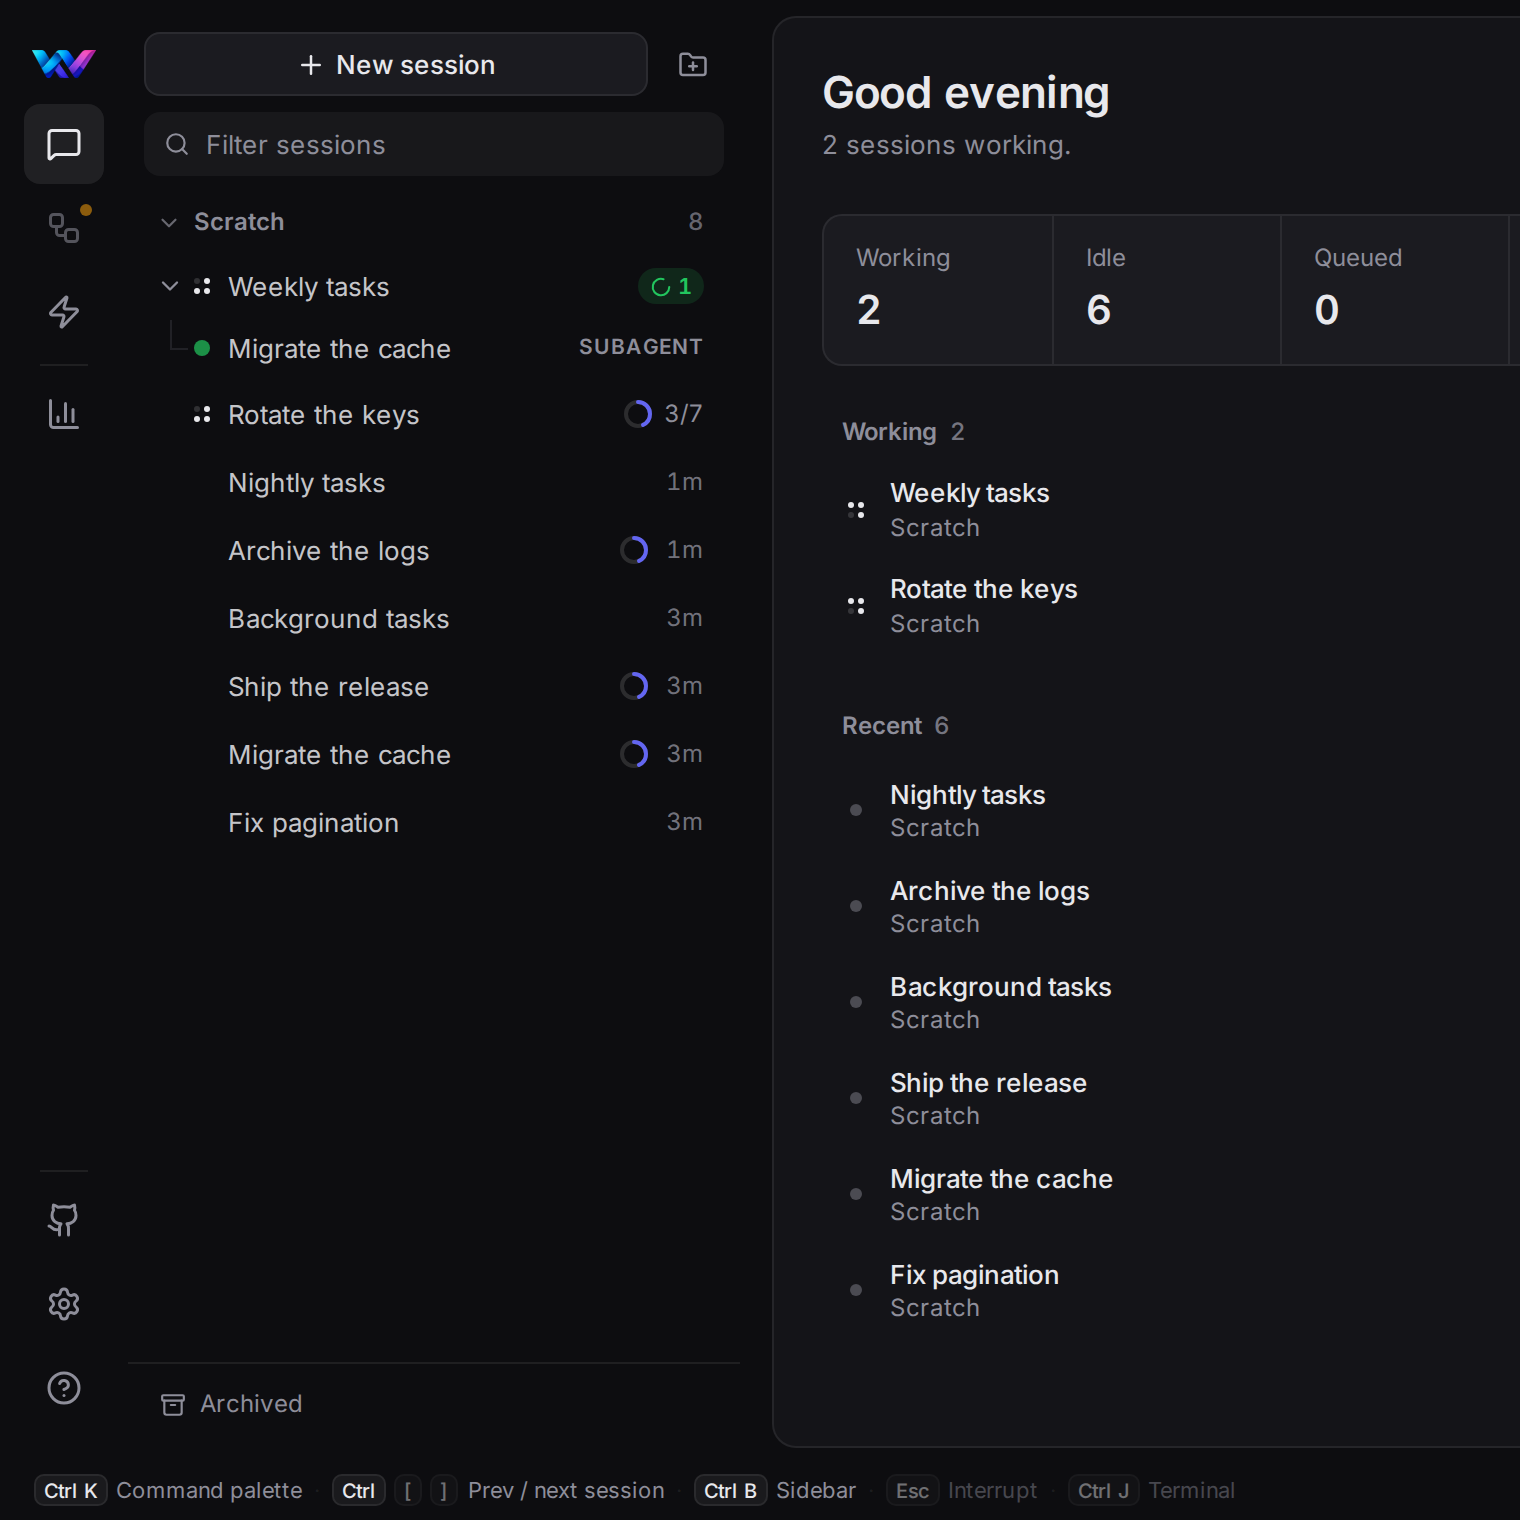 New session
Filter sessions
Scratch 8
Weekly tasks 1
Migrate the cache SUBAGENT
Rotate the keys 3/7
Nightly tasks 1m
Archive the logs 1m
Background tasks 3m
Ship the release 3m
Migrate the cache 3m
Fix pagination 3m
Archived
Good evening
2 sessions working.
Working Idle Queued
2 6 0
Working 2
Weekly tasks
Scratch
Rotate the keys
Scratch
Recent 6
Nightly tasks
Scratch
Archive the logs
Scratch
Background tasks
Scratch
Ship the release
Scratch
Migrate the cache
Scratch
Fix pagination
Scratch
Ctrl K Command palette · Ctrl [ ] Prev / next session · Ctrl B Sidebar · Esc Interrupt · Ctrl J Terminal